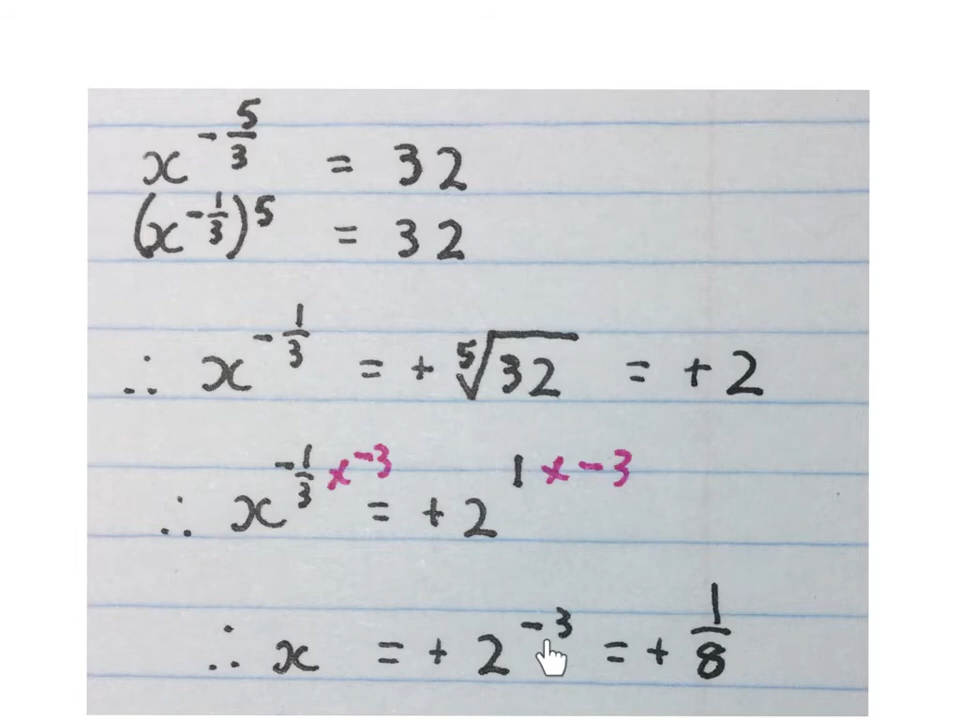 x^{-5/3} = 32
(x^{-1/3})^5 = 32
∴ x^{-1/3} = + ⁵√32 = + 2
∴ x^{-1/3 × -3} = + 2^{1 × -3}
∴ x = + 2^{-3} = + 1/8